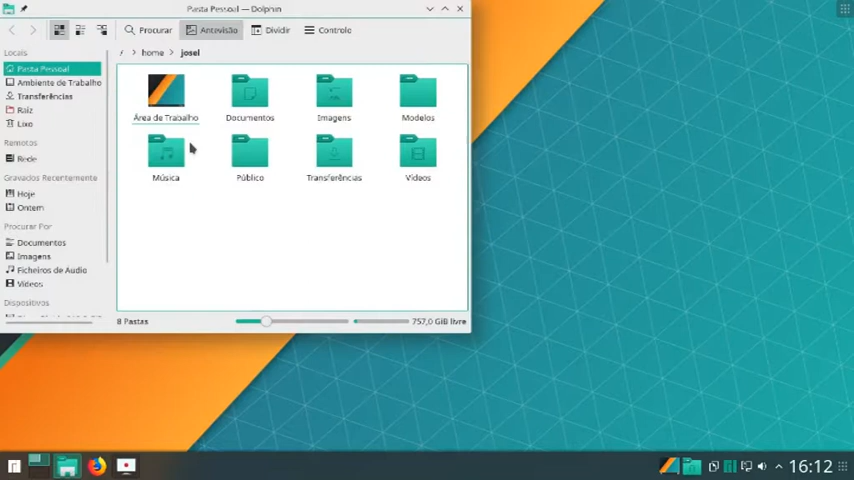 Pasta Pessoal — Dolphin
Procurar Antevisão Dividir Controlo
/ home josel
Locais
Pasta Pessoal
Ambiente de Trabalho
Transferências
Raiz
Lixo
Remotos
Rede
Gravados Recentemente
Hoje
Ontem
Procurar Por
Documentos
Imagens
Ficheiros de Áudio
Vídeos
Dispositivos
Área de Trabalho Documentos Imagens Modelos
Música Público Transferências Vídeos
8 Pastas 757,0 GiB livre
16:12